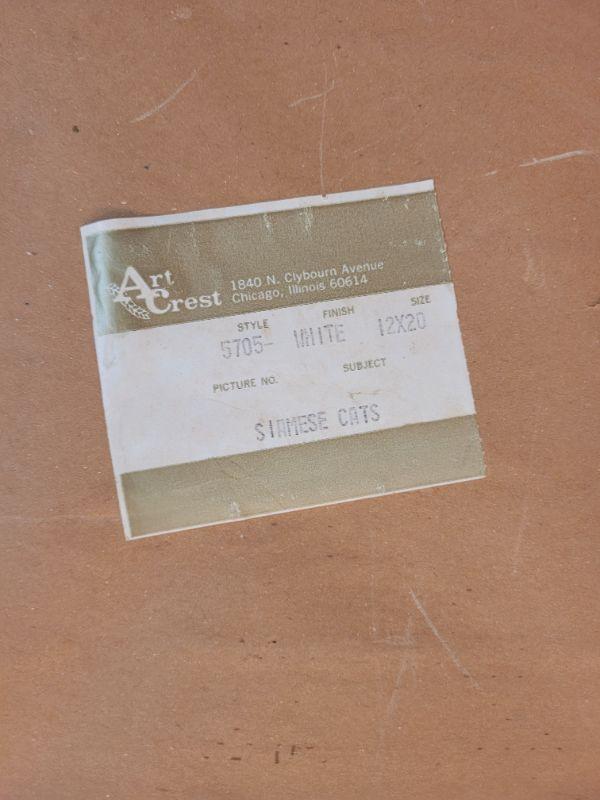 Art
Crest
1840 N. Clybourn Avenue
Chicago, Illinois 60614
STYLE FINISH SIZE
5705- WHITE 12X20
PICTURE NO. SUBJECT
SIAMESE CATS